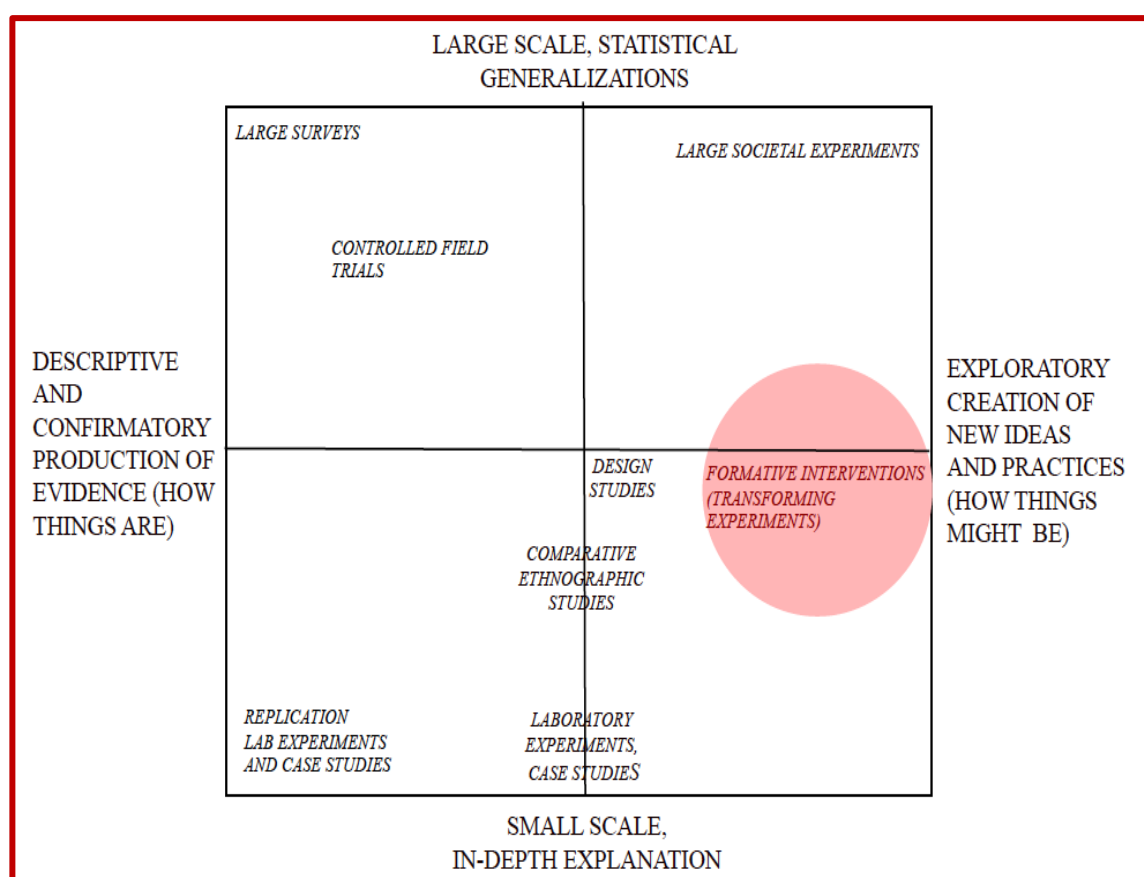 LARGE SCALE, STATISTICAL
GENERALIZATIONS
LARGE SURVEYS
LARGE SOCIETAL EXPERIMENTS
CONTROLLED FIELD
TRIALS
DESCRIPTIVE
AND
CONFIRMATORY
PRODUCTION OF
EVIDENCE (HOW
THINGS ARE)
EXPLORATORY
CREATION OF
NEW IDEAS
AND PRACTICES
(HOW THINGS
MIGHT BE)
DESIGN
STUDIES
FORMATIVE INTERVENTIONS
(TRANSFORMING
EXPERIMENTS)
COMPARATIVE
ETHNOGRAPHIC
STUDIES
REPLICATION
LAB EXPERIMENTS
AND CASE STUDIES
LABORATORY
EXPERIMENTS,
CASE STUDIES
SMALL SCALE,
IN-DEPTH EXPLANATION